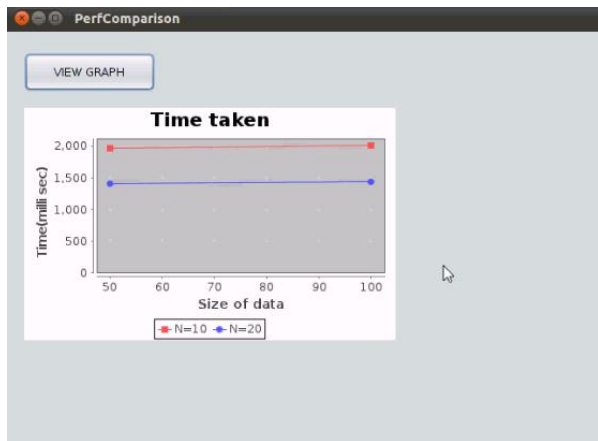 PerfComparison
VIEW GRAPH
Time taken
Time(milli sec)
2,000
1,500
1,000
500
0
50 60 70 80 90 100
Size of data
N=10 N=20